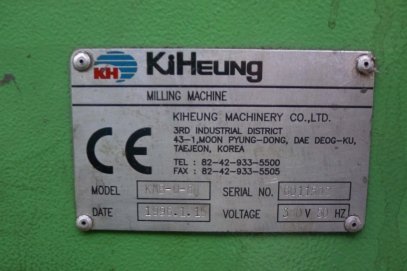 KH KiHEUNG
MILLING MACHINE
KIHEUNG MACHINERY CO.,LTD.
3RD INDUSTRIAL DISTRICT
43-1,MOON PYUNG-DONG, DAE DEOG-KU,
TAEJEON, KOREA
CE
TEL : 82-42-933-5500
FAX : 82-42-933-5505
MODEL SERIAL NO.
DATE VOLTAGE V HZ